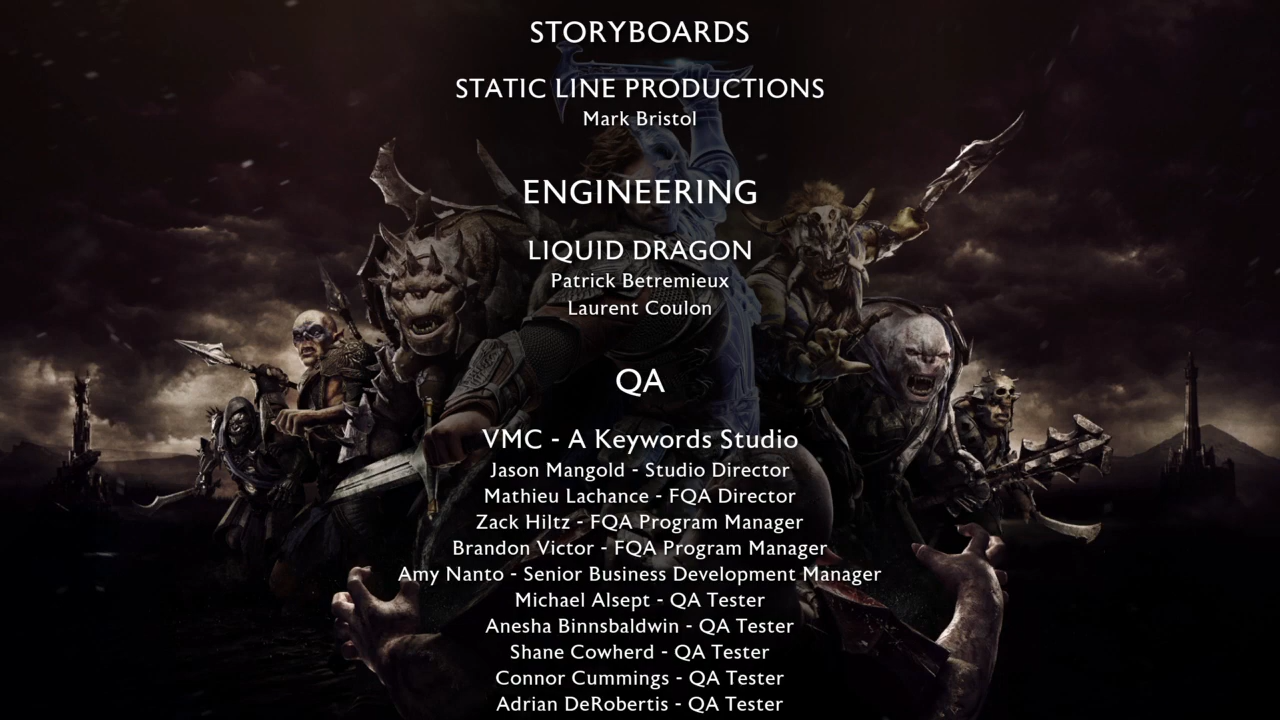 STORYBOARDS
STATIC LINE PRODUCTIONS
Mark Bristol
ENGINEERING
LIQUID DRAGON
Patrick Betremieux
Laurent Coulon
QA
VMC - A Keywords Studio
Jason Mangold - Studio Director
Mathieu Lachance - FQA Director
Zack Hiltz - FQA Program Manager
Brandon Victor - FQA Program Manager
Amy Nanto - Senior Business Development Manager
Michael Alsept - QA Tester
Anesha Binnsbaldwin - QA Tester
Shane Cowherd - QA Tester
Connor Cummings - QA Tester
Adrian DeRobertis - QA Tester